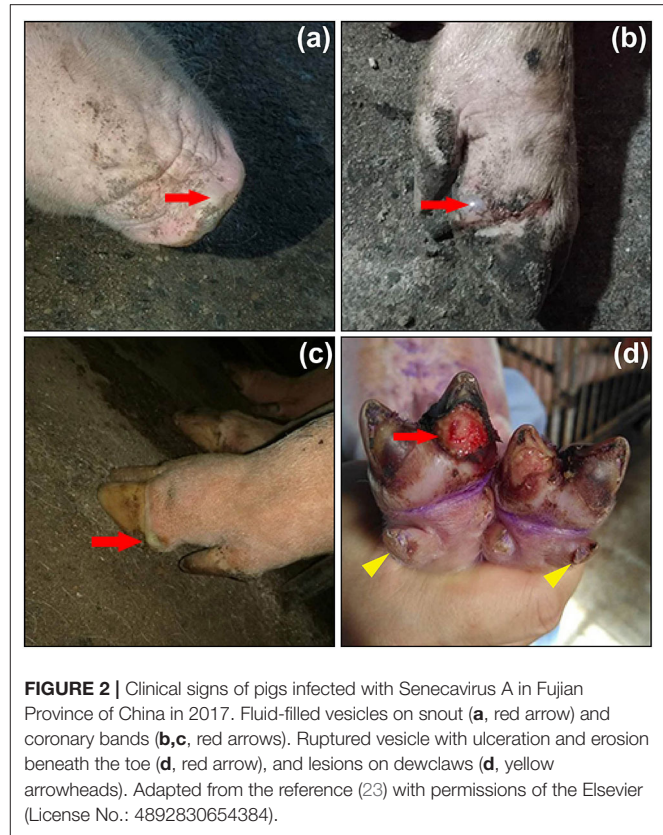 (a)
(b)
(c)
(d)
FIGURE 2 | Clinical signs of pigs infected with Senecavirus A in Fujian
Province of China in 2017. Fluid-filled vesicles on snout (a, red arrow) and
coronary bands (b,c, red arrows). Ruptured vesicle with ulceration and erosion
beneath the toe (d, red arrow), and lesions on dewclaws (d, yellow
arrowheads). Adapted from the reference (23) with permissions of the Elsevier
(License No.: 4892830654384).